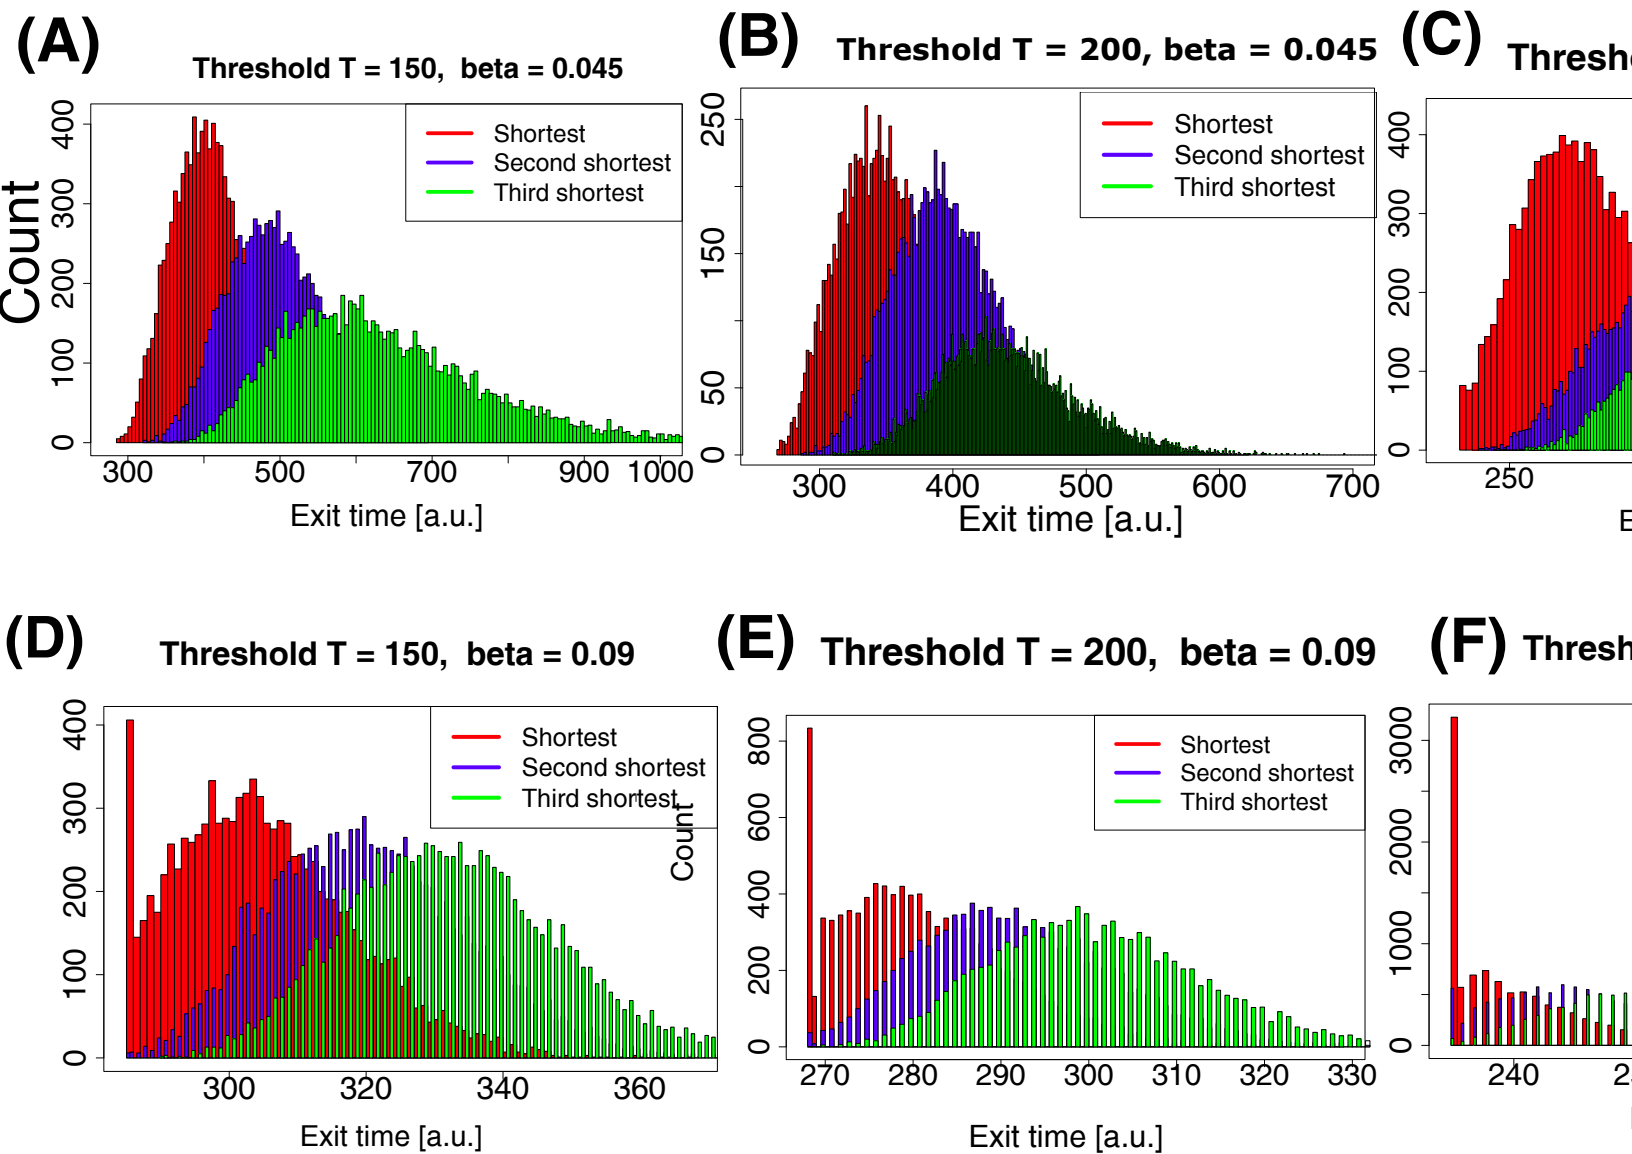 (A)
Threshold T = 150, beta = 0.045
Count
0 100 200 300 400
Shortest
Second shortest
Third shortest
300 500 700 900 1000
Exit time [a.u.]
(B)
Threshold T = 200, beta = 0.045
0 50 150 250
Shortest
Second shortest
Third shortest
300 400 500 600 700
Exit time [a.u.]
(C)
0 100 200 300 400
250
(D)
Threshold T = 150, beta = 0.09
0 100 200 300 400
Shortest
Second shortest
Third shortest
300 320 340 360
Exit time [a.u.]
(E)
Threshold T = 200, beta = 0.09
Count
0 200 400 600 800
Shortest
Second shortest
Third shortest
270 280 290 300 310 320 330
Exit time [a.u.]
(F)
0 1000 2000 3000
240